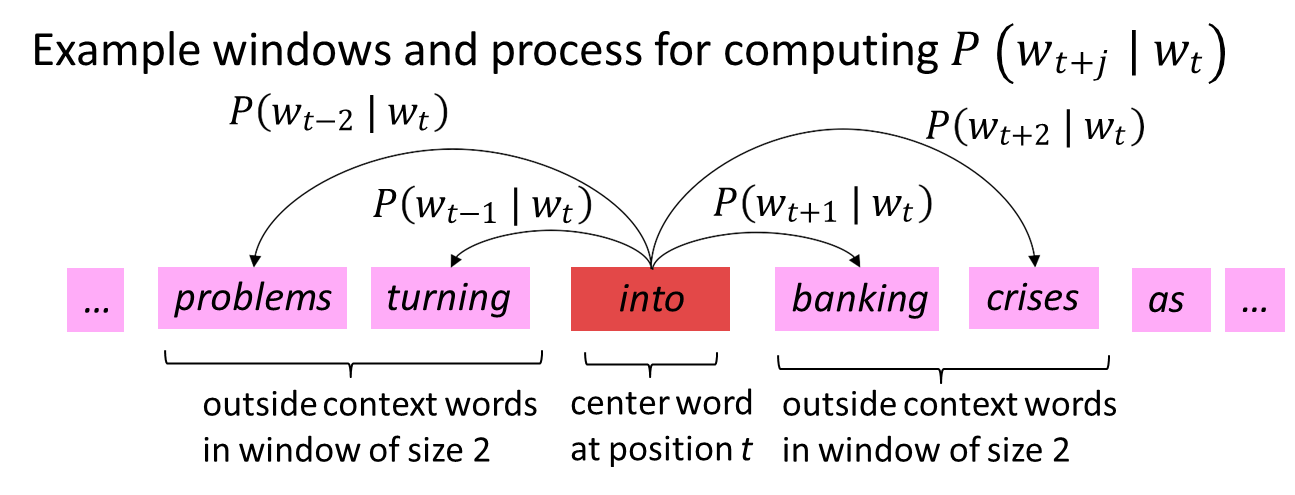 Example windows and process for computing P (w_{t+j} | w_t)
P(w_{t−2} | w_t)
P(w_{t+2} | w_t)
P(w_{t−1} | w_t)
P(w_{t+1} | w_t)
... problems turning into banking crises as ...
outside context words
in window of size 2
center word
at position t
outside context words
in window of size 2